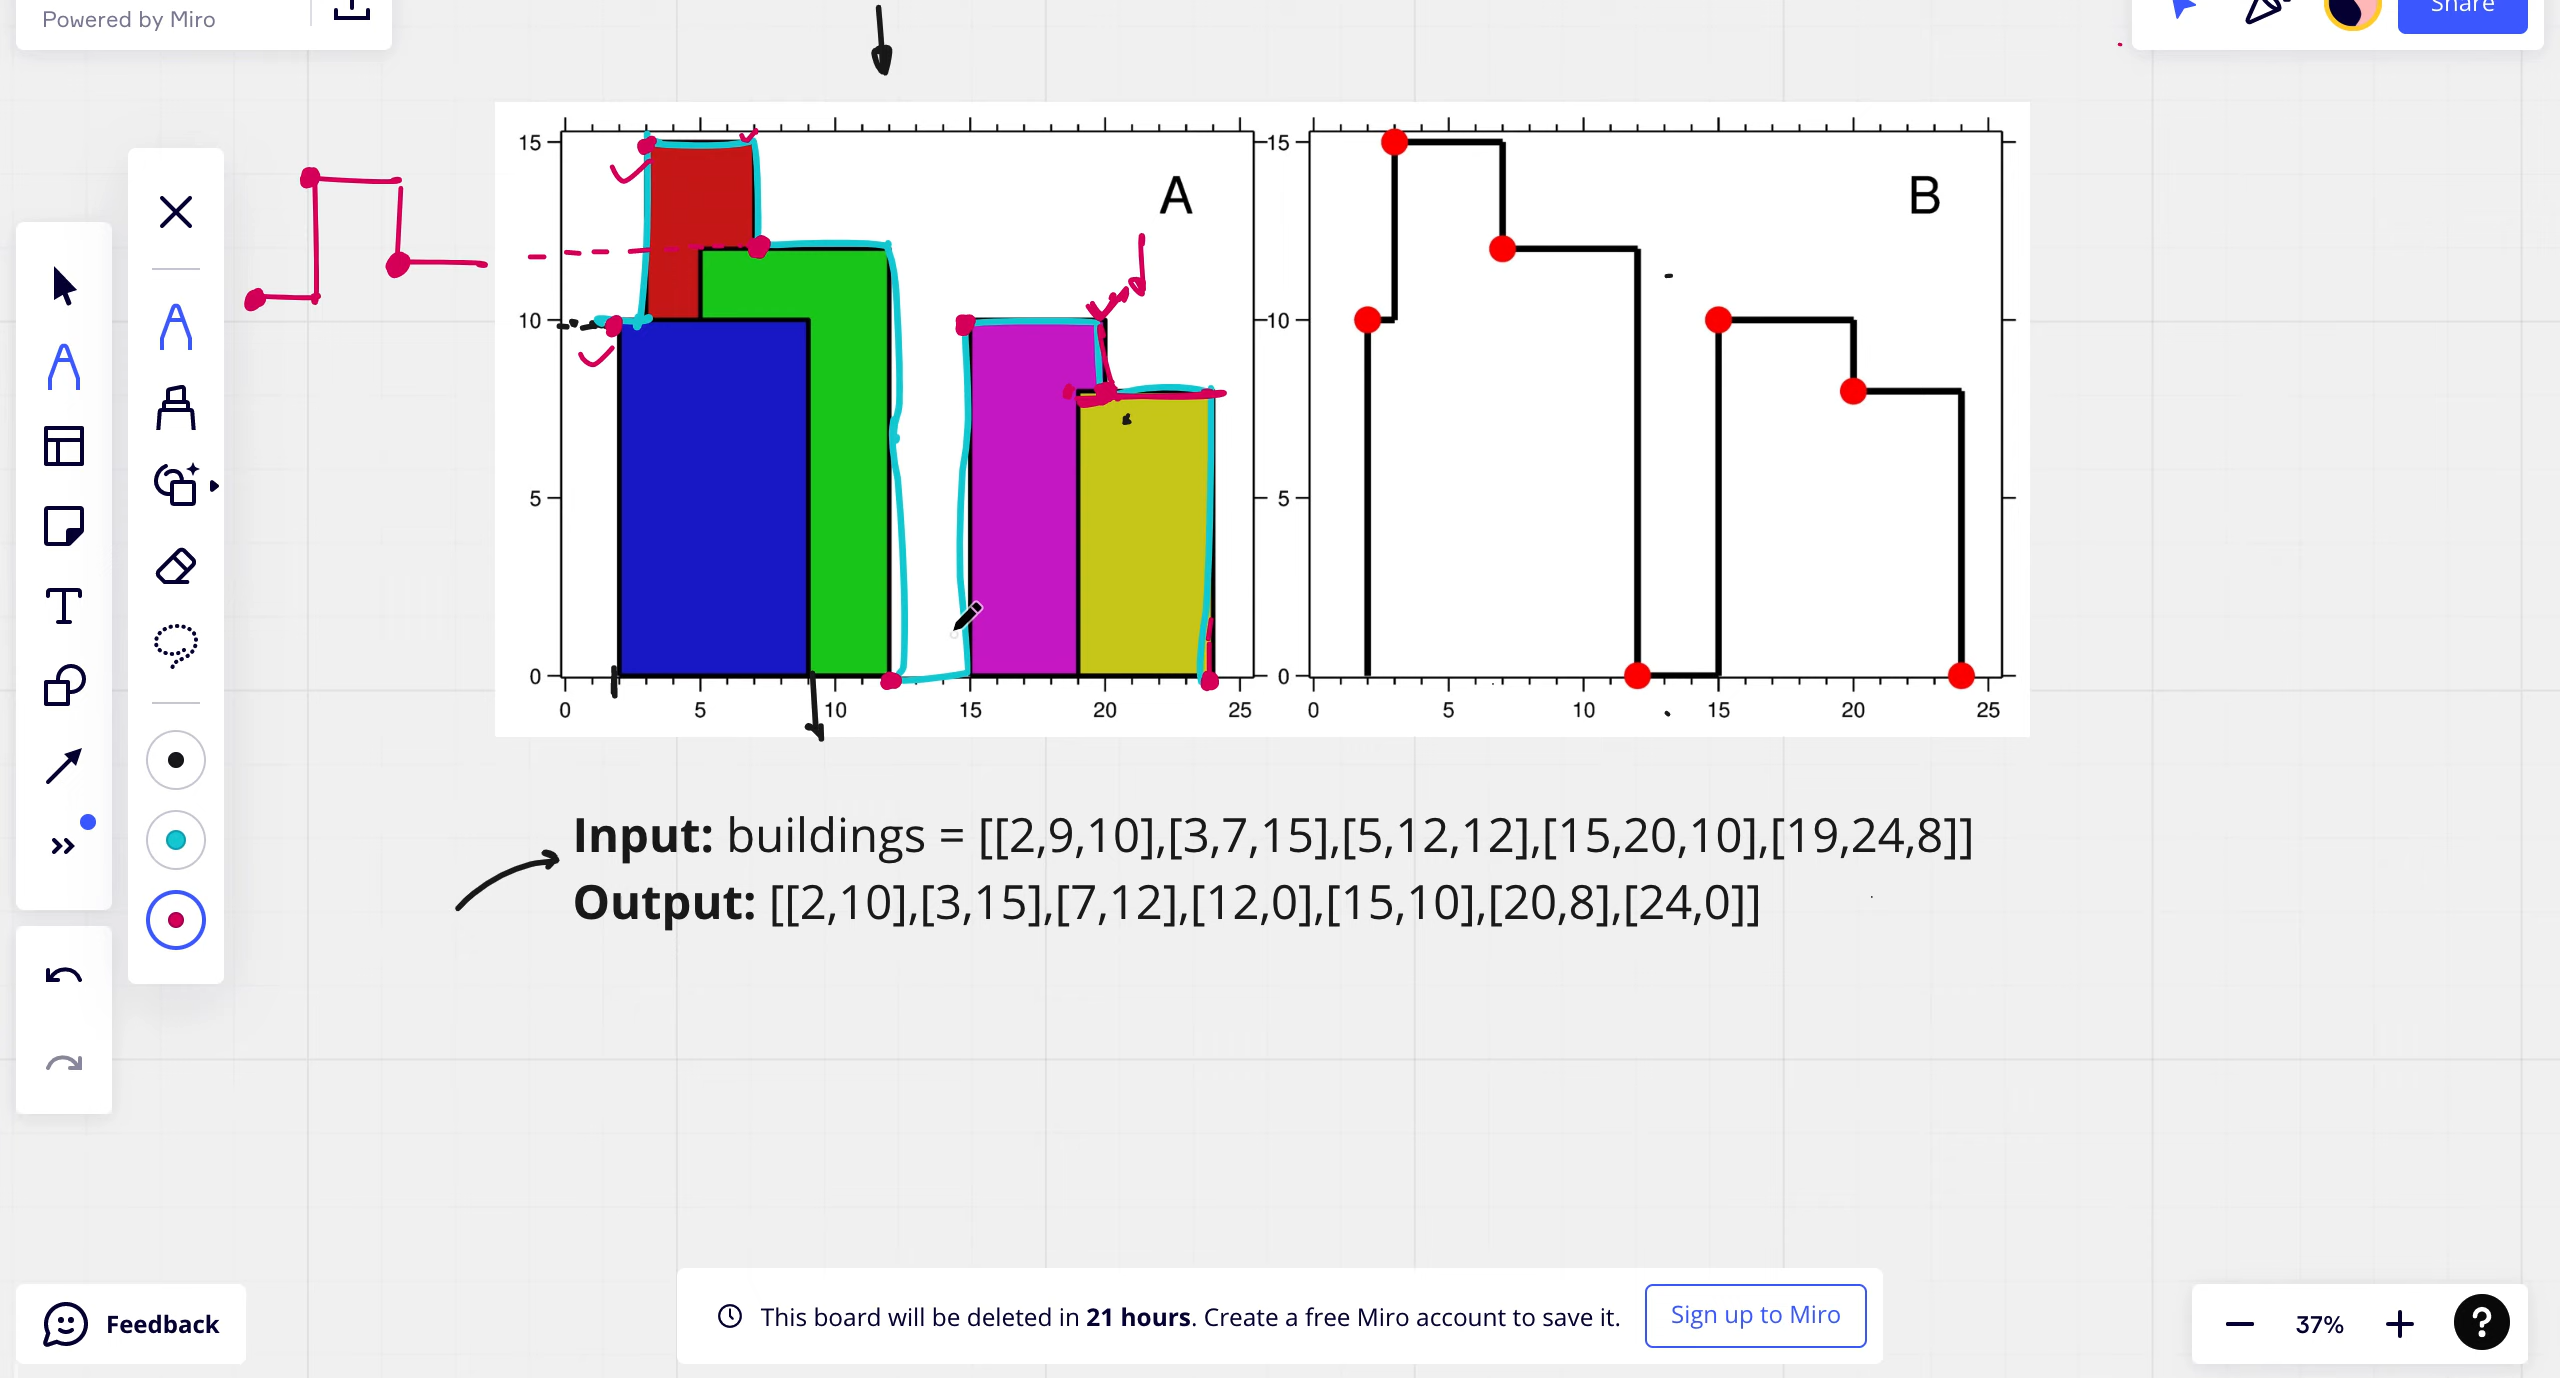 Powered by Miro
Share
15
10
5
0
0
5
10
15
20
25
A
15
10
5
0
0
5
10
15
20
25
B
Input: buildings = [[2,9,10],[3,7,15],[5,12,12],[15,20,10],[19,24,8]]
Output: [[2,10],[3,15],[7,12],[12,0],[15,10],[20,8],[24,0]]
Feedback
This board will be deleted in 21 hours. Create a free Miro account to save it.
Sign up to Miro
37%